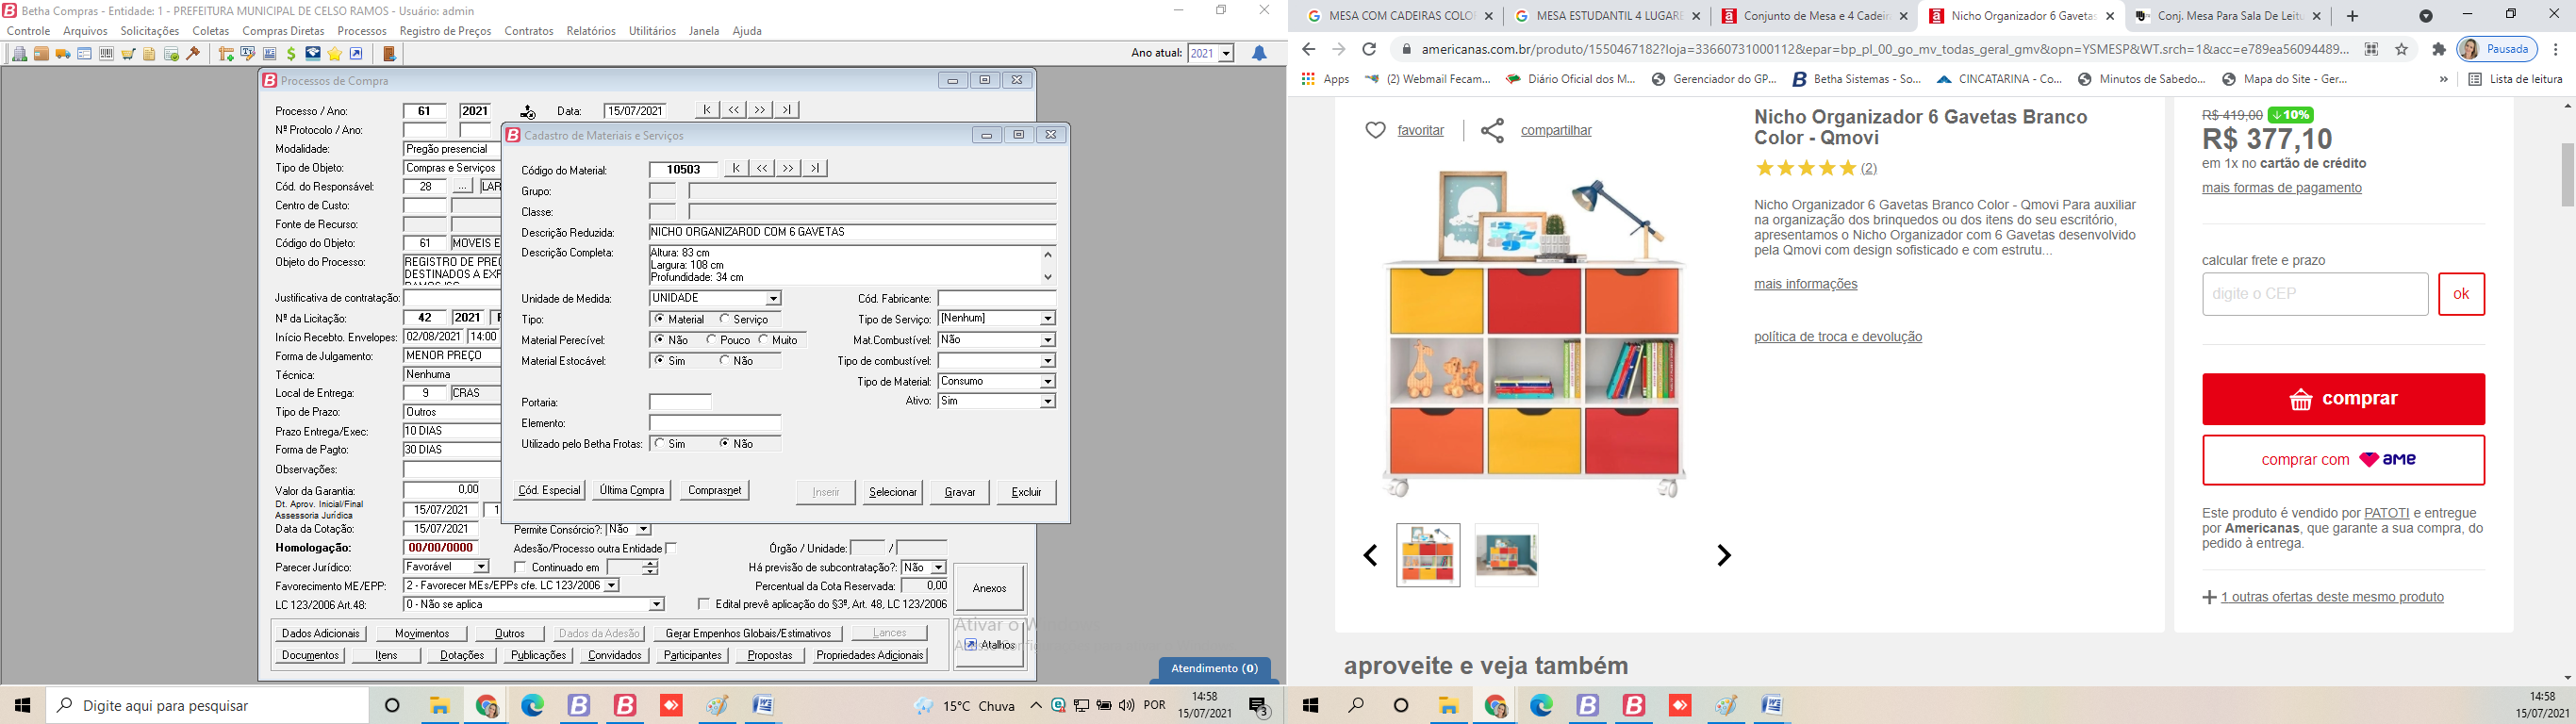 Betha Compras - Entidade: 1 - PREFEITURA MUNICIPAL DE CELSO RAMOS - Usuário: admin
Controle Arquivos Solicitações Coletas Compras Diretas Processos Registro de Preços Contratos Relatórios Utilitários Janela Ajuda
Ano atual: 2021
Processos de Compra
Processo / Ano: 61 2021 Data: 15/07/2021
Nº Protocolo / Ano:
Modalidade: Pregão presencial
Tipo de Objeto: Compras e Serviços
Cód. do Responsável: 28 ... LAR
Centro de Custo:
Fonte de Recurso:
Código do Objeto: 61 MOVEIS E
Objeto do Processo: REGISTRO DE PREÇ
DESTINADOS A EXP
Justificativa de contratação:
Nº da Licitação: 42 2021
Início Recebto. Envelopes: 02/08/2021 14:00
Forma de Julgamento: MENOR PREÇO
Técnica: Nenhuma
Local de Entrega: 9 CRAS
Tipo de Prazo: Outros
Prazo Entrega/Exec: 10 DIAS
Forma de Pagto: 30 DIAS
Observações:
Valor da Garantia: 0,00
Dt. Aprov. Inicial/Final
Assessoria Jurídica 15/07/2021 1
Data da Cotação: 15/07/2021 Permite Consórcio?: Não
Homologação: 00/00/0000 Adesão/Processo outra Entidade Órgão / Unidade: /
Parecer Jurídico: Favorável Continuado em Há previsão de subcontratação?: Não
Favorecimento ME/EPP: 2 - Favorecer MEs/EPPs cfe. LC 123/2006 Percentual da Cota Reservada: 0,00
LC 123/2006 Art.48: 0 - Não se aplica Edital prevê aplicação do §3º, Art. 48, LC 123/2006
Anexos
Dados Adicionais Movimentos Outros Dados da Adesão Gerar Empenhos Globais/Estimativos Lances
Documentos Itens Dotações Publicações Convidados Participantes Propostas Propriedades Adicionais
Atalhos
Cadastro de Materiais e Serviços
Código do Material: 10503
Grupo:
Classe:
Descrição Reduzida: NICHO ORGANIZAROD COM 6 GAVETAS
Descrição Completa: Altura: 83 cm
Largura: 108 cm
Profundidade: 34 cm
Unidade de Medida: UNIDADE Cód. Fabricante:
Tipo: Material Serviço Tipo de Serviço: [Nenhum]
Material Perecível: Não Pouco Muito Mat.Combustível: Não
Material Estocável: Sim Não Tipo de combustível:
Tipo de Material: Consumo
Portaria: Ativo: Sim
Elemento:
Utilizado pelo Betha Frotas: Sim Não
Cód. Especial Última Compra Comprasnet Inserir Selecionar Gravar Excluir
Ativar o W
Atendimento (0)
Digite aqui para pesquisar
15°C Chuva POR 14:58
15/07/2021 3
MESA COM CADEIRAS COLO MESA ESTUDANTIL 4 LUGARE Conjunto de Mesa e 4 Cadeir Nicho Organizador 6 Gavetas Conj. Mesa Para Sala De Leitu
americanas.com.br/produto/1550467182?loja=33660731000112&epar=bp_pl_00_go_mv_todas_geral_gmv&opn=YSMESP&WT.srch=1&acc=e789ea56094489... Pausada
Apps (2) Webmail Fecam... Diário Oficial dos M... Gerenciador do GP... Betha Sistemas - So... CINCATARINA - Co... Minutos de Sabedo... Mapa do Site - Ger... » Lista de leitura
favoritar compartilhar
Nicho Organizador 6 Gavetas Branco
Color - Qmovi
(2)
Nicho Organizador 6 Gavetas Branco Color - Qmovi Para auxiliar
na organização dos brinquedos ou dos itens do seu escritório,
apresentamos o Nicho Organizador com 6 Gavetas desenvolvido
pela Qmovi com design sofisticado e com estrutu...
mais informações
política de troca e devolução
R$ 419,00 10%
R$ 377,10
em 1x no cartão de crédito
mais formas de pagamento
calcular frete e prazo
digite o CEP ok
comprar
comprar com ame
Este produto é vendido por PATOTI e entregue
por Americanas, que garante a sua compra, do
pedido à entrega.
1 outras ofertas deste mesmo produto
aproveite e veja também
14:58
15/07/2021